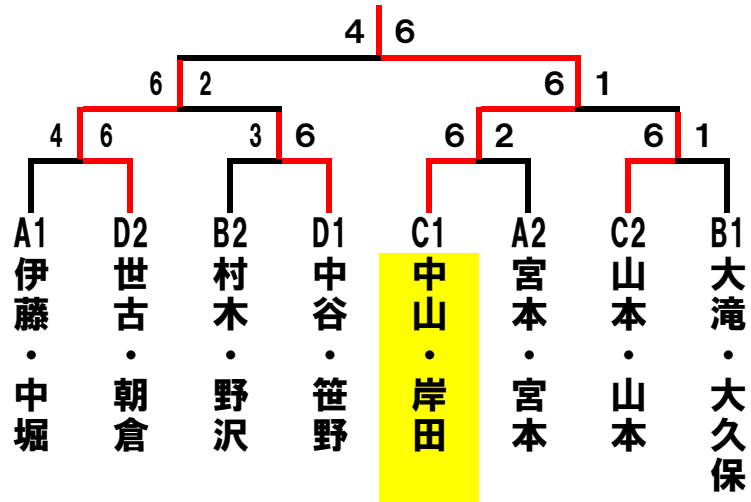 4 6
6 2
6 1
4 6
3 6
6 2
6 1
A1
D2
B2
D1
C1
A2
C2
B1
伊藤・中堀
世古・朝倉
村木・野沢
中谷・笹野
中山・岸田
宮本・宮本
山本・山本
大滝・大久保